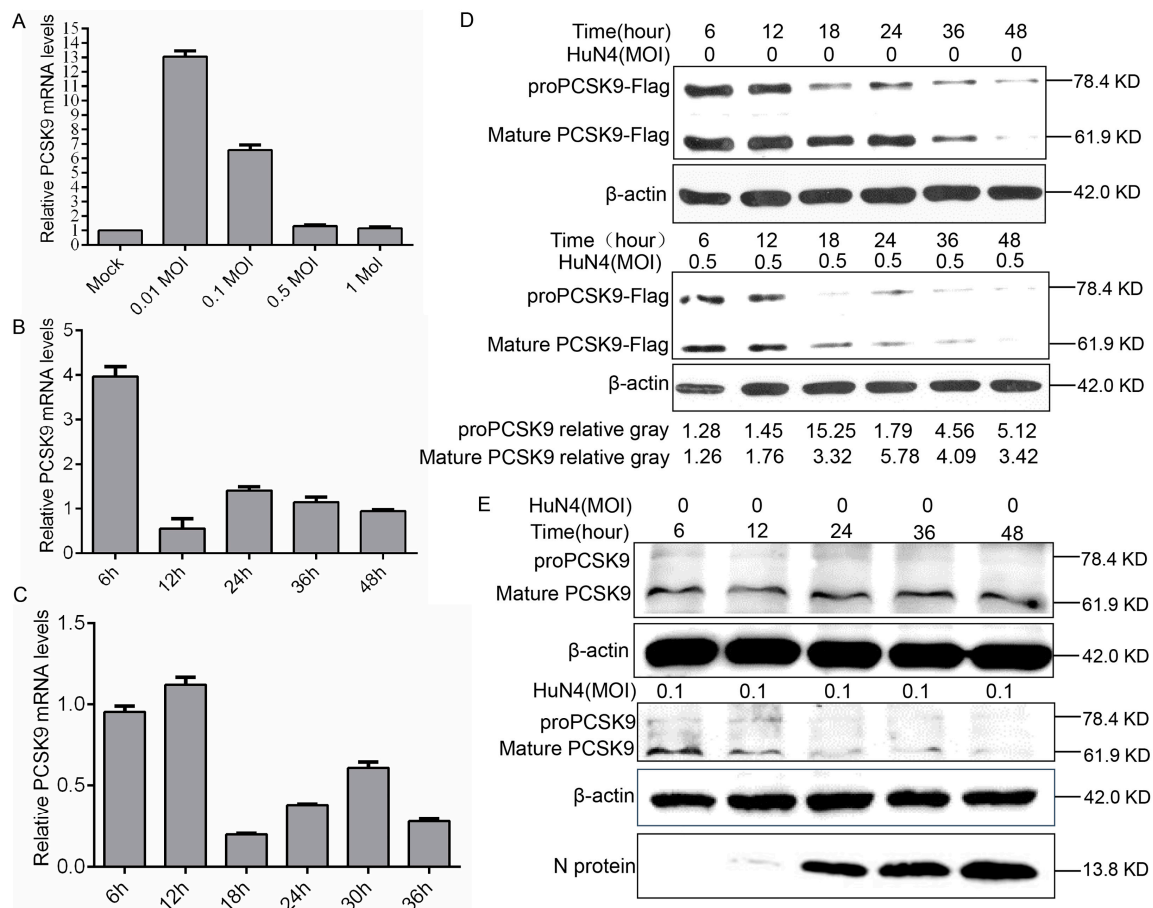 A
Relative PCSK9 mRNA levels
15
14
13
12
11
10
9
8
7
6
5
4
3
2
1
0
Mock
0.01 MOI
0.1 MOI
0.5 MOI
1 MoI
B
Relative PCSK9 mRNA levels
5
4
3
2
1
0
6h
12h
24h
36h
48h
C
Relative PCSK9 mRNA levels
1.5
1.0
0.5
0.0
6h
12h
18h
24h
30h
36h
D
Time(hour) 6 12 18 24 36 48
HuN4(MOI) 0 0 0 0 0 0
proPCSK9-Flag 78.4 KD
Mature PCSK9-Flag 61.9 KD
β-actin 42.0 KD
Time（hour） 6 12 18 24 36 48
HuN4(MOI) 0.5 0.5 0.5 0.5 0.5 0.5
proPCSK9-Flag 78.4 KD
Mature PCSK9-Flag 61.9 KD
β-actin 42.0 KD
proPCSK9 relative gray 1.28 1.45 15.25 1.79 4.56 5.12
Mature PCSK9 relative gray 1.26 1.76 3.32 5.78 4.09 3.42
E
HuN4(MOI) 0 0 0 0 0
Time(hour) 6 12 24 36 48
proPCSK9 78.4 KD
Mature PCSK9 61.9 KD
β-actin 42.0 KD
HuN4(MOI) 0.1 0.1 0.1 0.1 0.1
proPCSK9 78.4 KD
Mature PCSK9 61.9 KD
β-actin 42.0 KD
N protein 13.8 KD